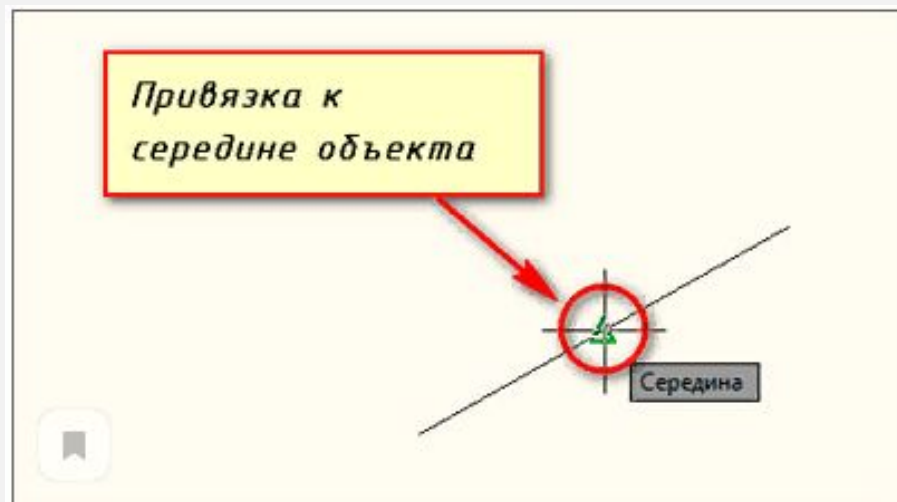 Привязка к
середине объекта
Середина